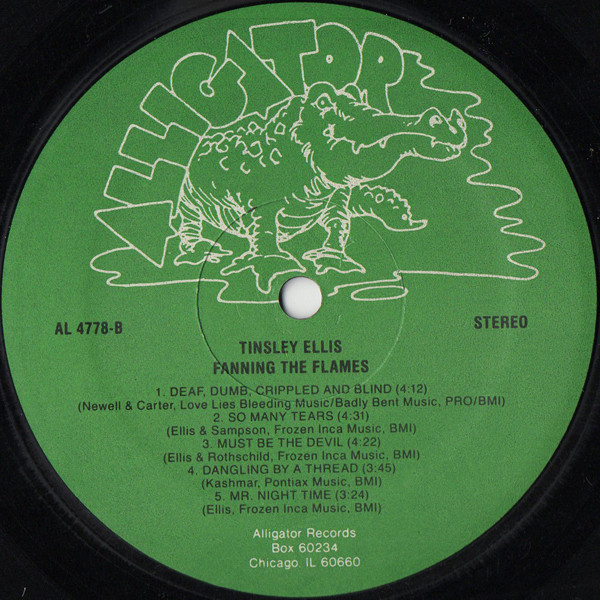 ALLIGATOR
AL 4778-B
STEREO
TINSLEY ELLIS
FANNING THE FLAMES
1. DEAF, DUMB, CRIPPLED AND BLIND (4:12)
(Newell & Carter, Love Lies Bleeding Music/Badly Bent Music, PRO/BMI)
2. SO MANY TEARS (4:31)
(Ellis & Sampson, Frozen Inca Music, BMI)
3. MUST BE THE DEVIL (4:22)
(Ellis & Rothschild, Frozen Inca Music, BMI)
4. DANGLING BY A THREAD (3:45)
(Kashmar, Pontiax Music, BMI)
5. MR. NIGHT TIME (3:24)
(Ellis, Frozen Inca Music, BMI)
Alligator Records
Box 60234
Chicago, IL 60660